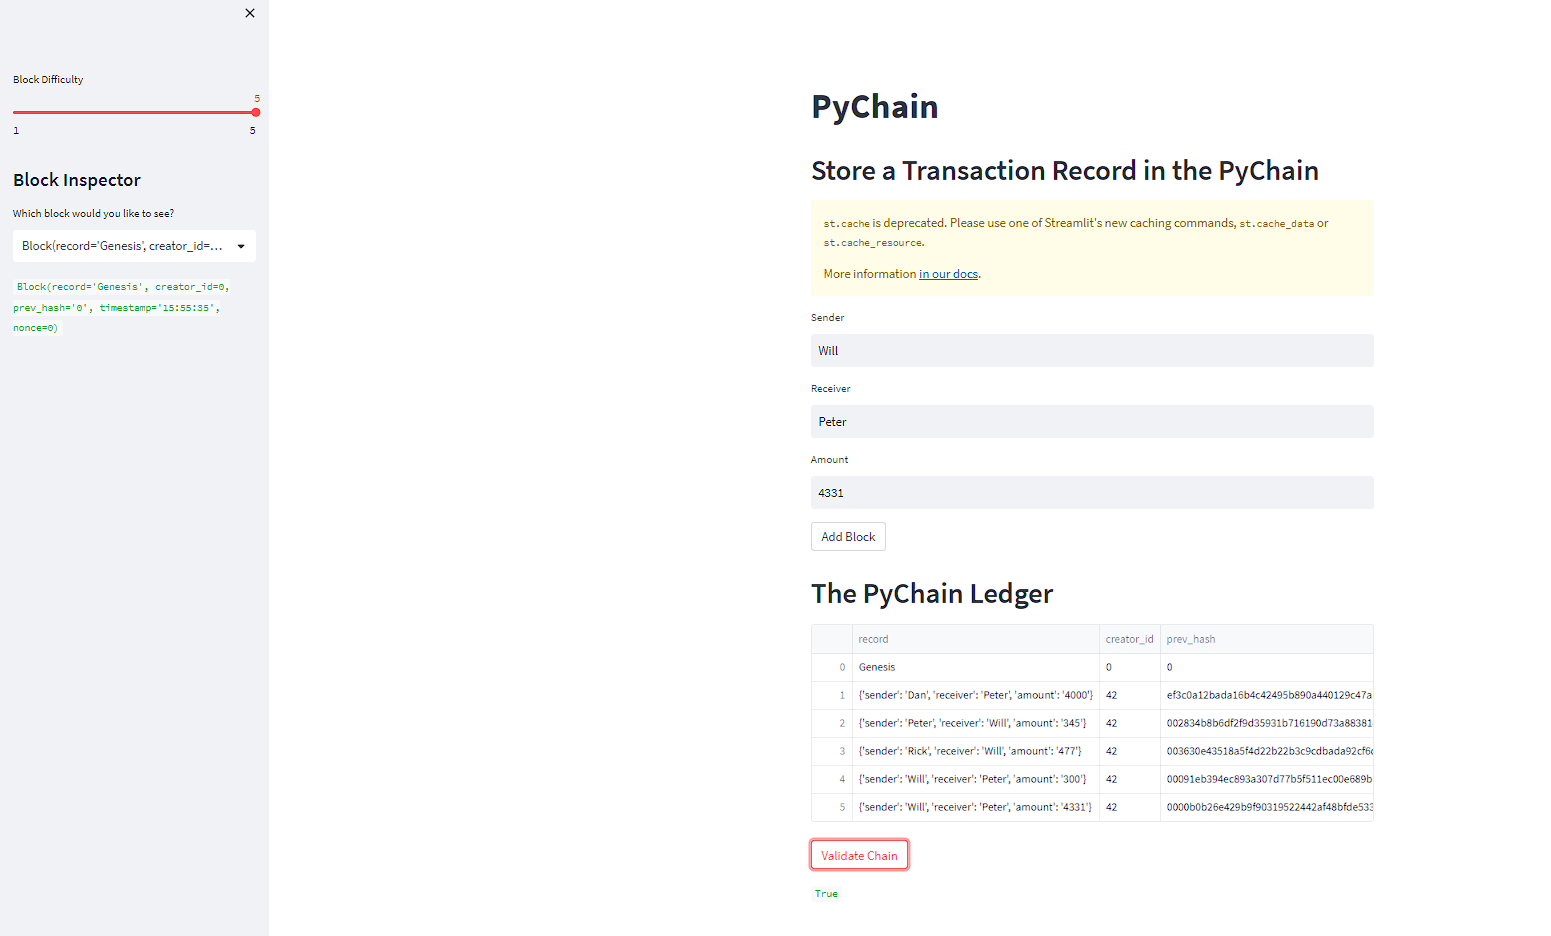 Block Difficulty
5
1 5
Block Inspector
Which block would you like to see?
Block(record='Genesis', creator_id=...
Block(record='Genesis', creator_id=0,
prev_hash='0', timestamp='15:55:35',
nonce=0)
PyChain
Store a Transaction Record in the PyChain
st.cache is deprecated. Please use one of Streamlit's new caching commands, st.cache_data or
st.cache_resource.
More information in our docs.
Sender
Will
Receiver
Peter
Amount
4331
Add Block
The PyChain Ledger
record creator_id prev_hash
0 Genesis 0 0
1 {'sender': 'Dan', 'receiver': 'Peter', 'amount': '4000'} 42 ef3c0a12bada16b4c42495b890a440129c47a
2 {'sender': 'Peter', 'receiver': 'Will', 'amount': '345'} 42 002834b8b6df2f9d35931b716190d73a88381
3 {'sender': 'Rick', 'receiver': 'Will', 'amount': '477'} 42 003630e43518a5f4d22b22b3c9cdbada92cf6
4 {'sender': 'Will', 'receiver': 'Peter', 'amount': '300'} 42 00091eb394ec893a307d77b5f511ec00e689b
5 {'sender': 'Will', 'receiver': 'Peter', 'amount': '4331'} 42 0000b0b26e429b9f90319522442af48bfde533
Validate Chain
True